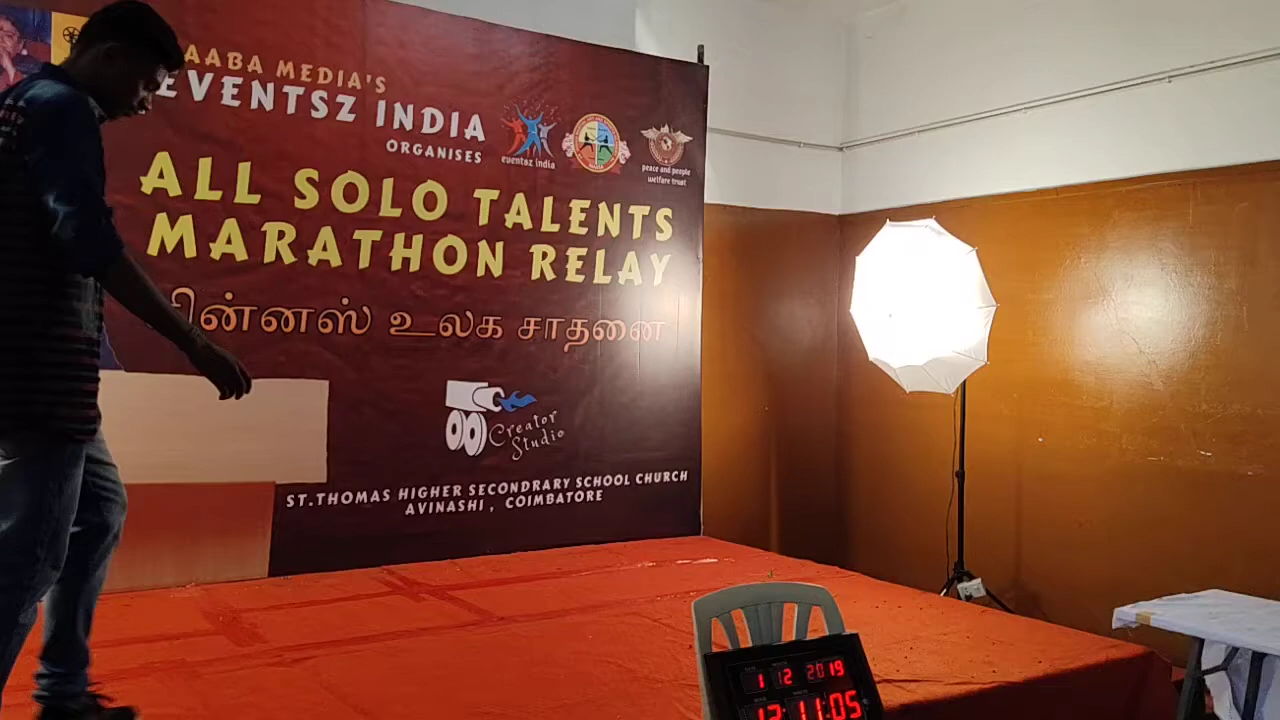 AABA MEDIA'S
EVENTSZ INDIA
ORGANISES
eventsz india
peace and people
welfare trust
ALL SOLO TALENTS
MARATHON RELAY
உலக சாதனை
Creator
Studio
ST.THOMAS HIGHER SECONDRARY SCHOOL CHURCH
AVINASHI , COIMBATORE
1 12 2019
12 11:05